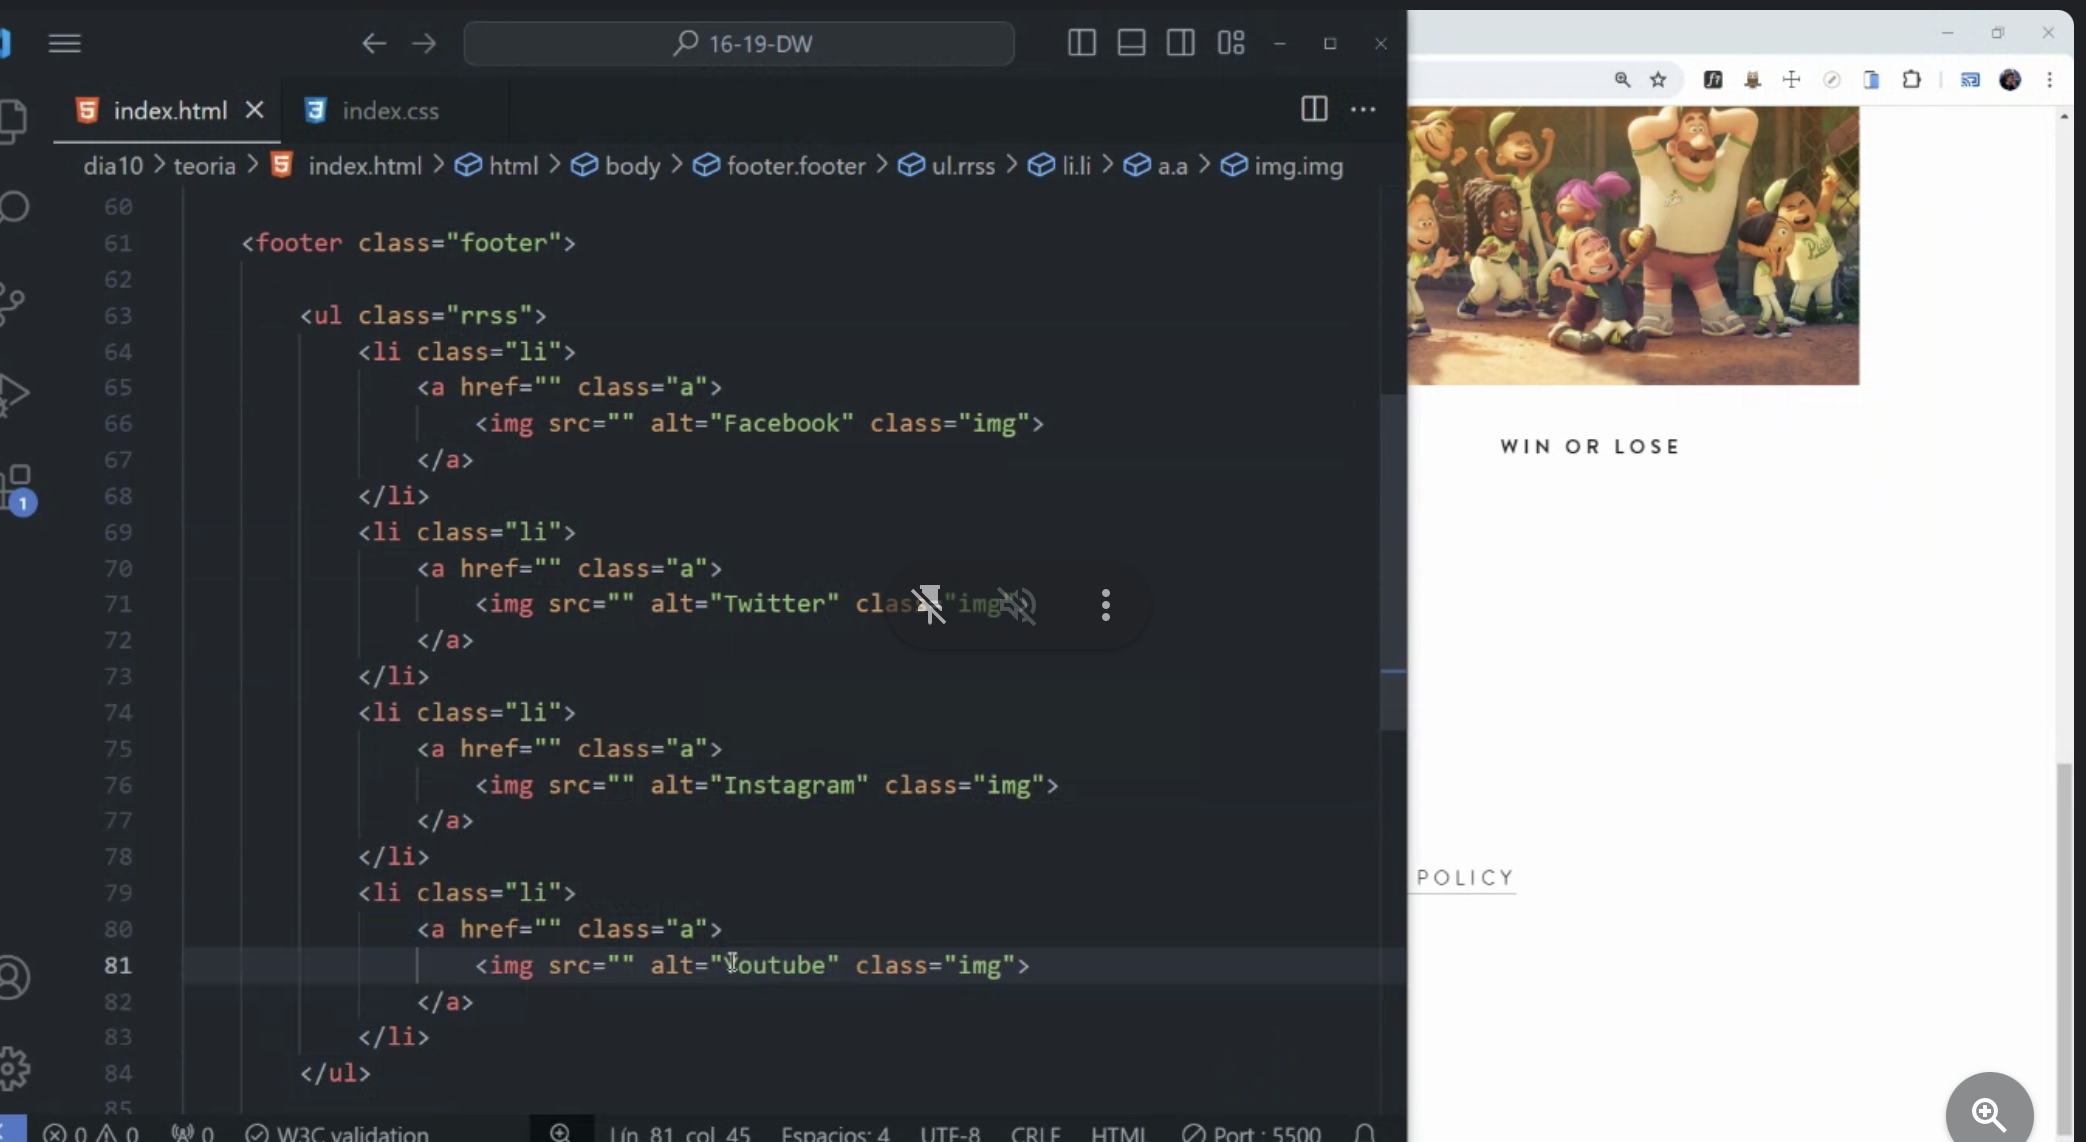 16-19-DW
index.html
index.css
dia10 > teoria > index.html > html > body > footer.footer > ul.rrss > li.li > a.a > img.img
60
61 <footer class="footer">
62
63 <ul class="rrss">
64 <li class="li">
65 <a href="" class="a">
66 <img src="" alt="Facebook" class="img">
67 </a>
68 </li>
69 <li class="li">
70 <a href="" class="a">
71 <img src="" alt="Twitter" class="img">
72 </a>
73 </li>
74 <li class="li">
75 <a href="" class="a">
76 <img src="" alt="Instagram" class="img">
77 </a>
78 </li>
79 <li class="li">
80 <a href="" class="a">
81 <img src="" alt="Youtube" class="img">
82 </a>
83 </li>
84 </ul>
85
1
0 0 0 W3C validation Lín. 81, col. 45 Espacios: 4 UTF-8 CRLF HTML Port : 5500
WIN OR LOSE
POLICY